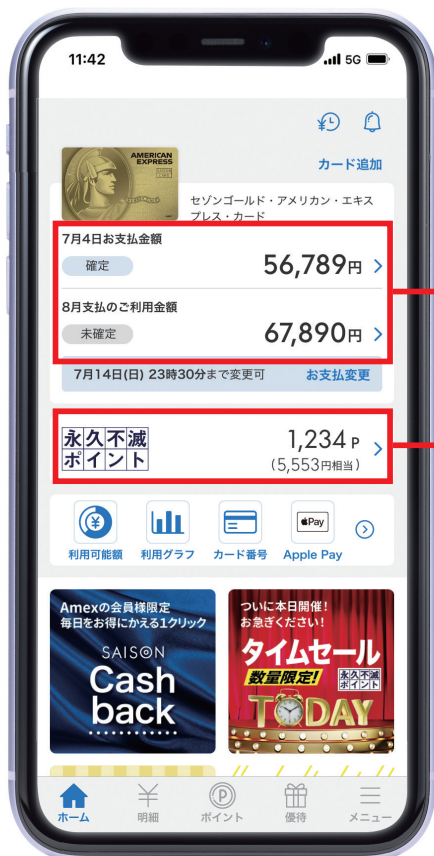 11:42
5G
カード追加
AMERICAN
EXPRESS
セゾンゴールド・アメリカン・エキス
プレス・カード
7月4日お支払金額
確定
56,789円
8月支払のご利用金額
未確定
67,890円
7月14日(日) 23時30分まで変更可
お支払変更
永久不滅
ポイント
1,234 P
(5,553円相当)
利用可能額
利用グラフ
カード番号
Pay
Apple Pay
Amexの会員様限定
毎日をお得にかえる1クリック
SAISON
Cash
back
ついに本日開催!
お急ぎください!
タイムセール
数量限定!
永久不滅
ポイント
TODAY
ホーム
明細
ポイント
優待
メニュー